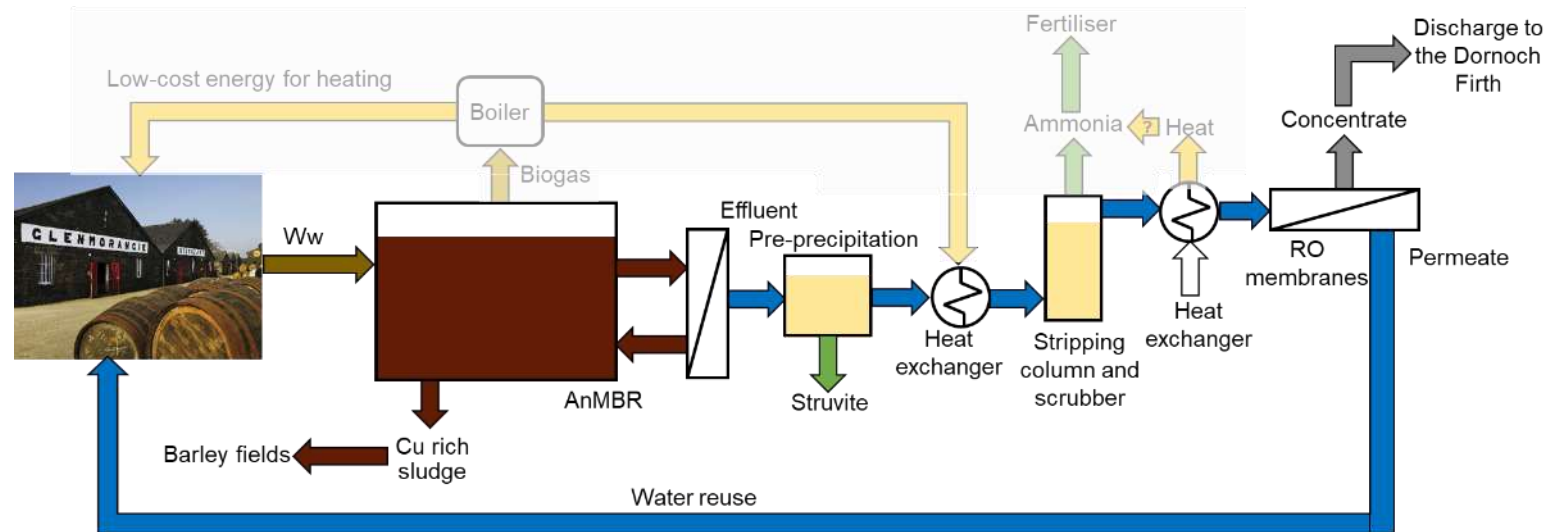 Fertiliser
Discharge to
the Dornoch
Firth
Low-cost energy for heating
Boiler
Ammonia
?
Heat
Concentrate
Biogas
GLENMORANGIE
Ww
Effluent
Pre-precipitation
RO
membranes
Permeate
Heat
exchanger
Heat
exchanger
Stripping
column and
scrubber
AnMBR
Struvite
Barley fields
Cu rich
sludge
Water reuse